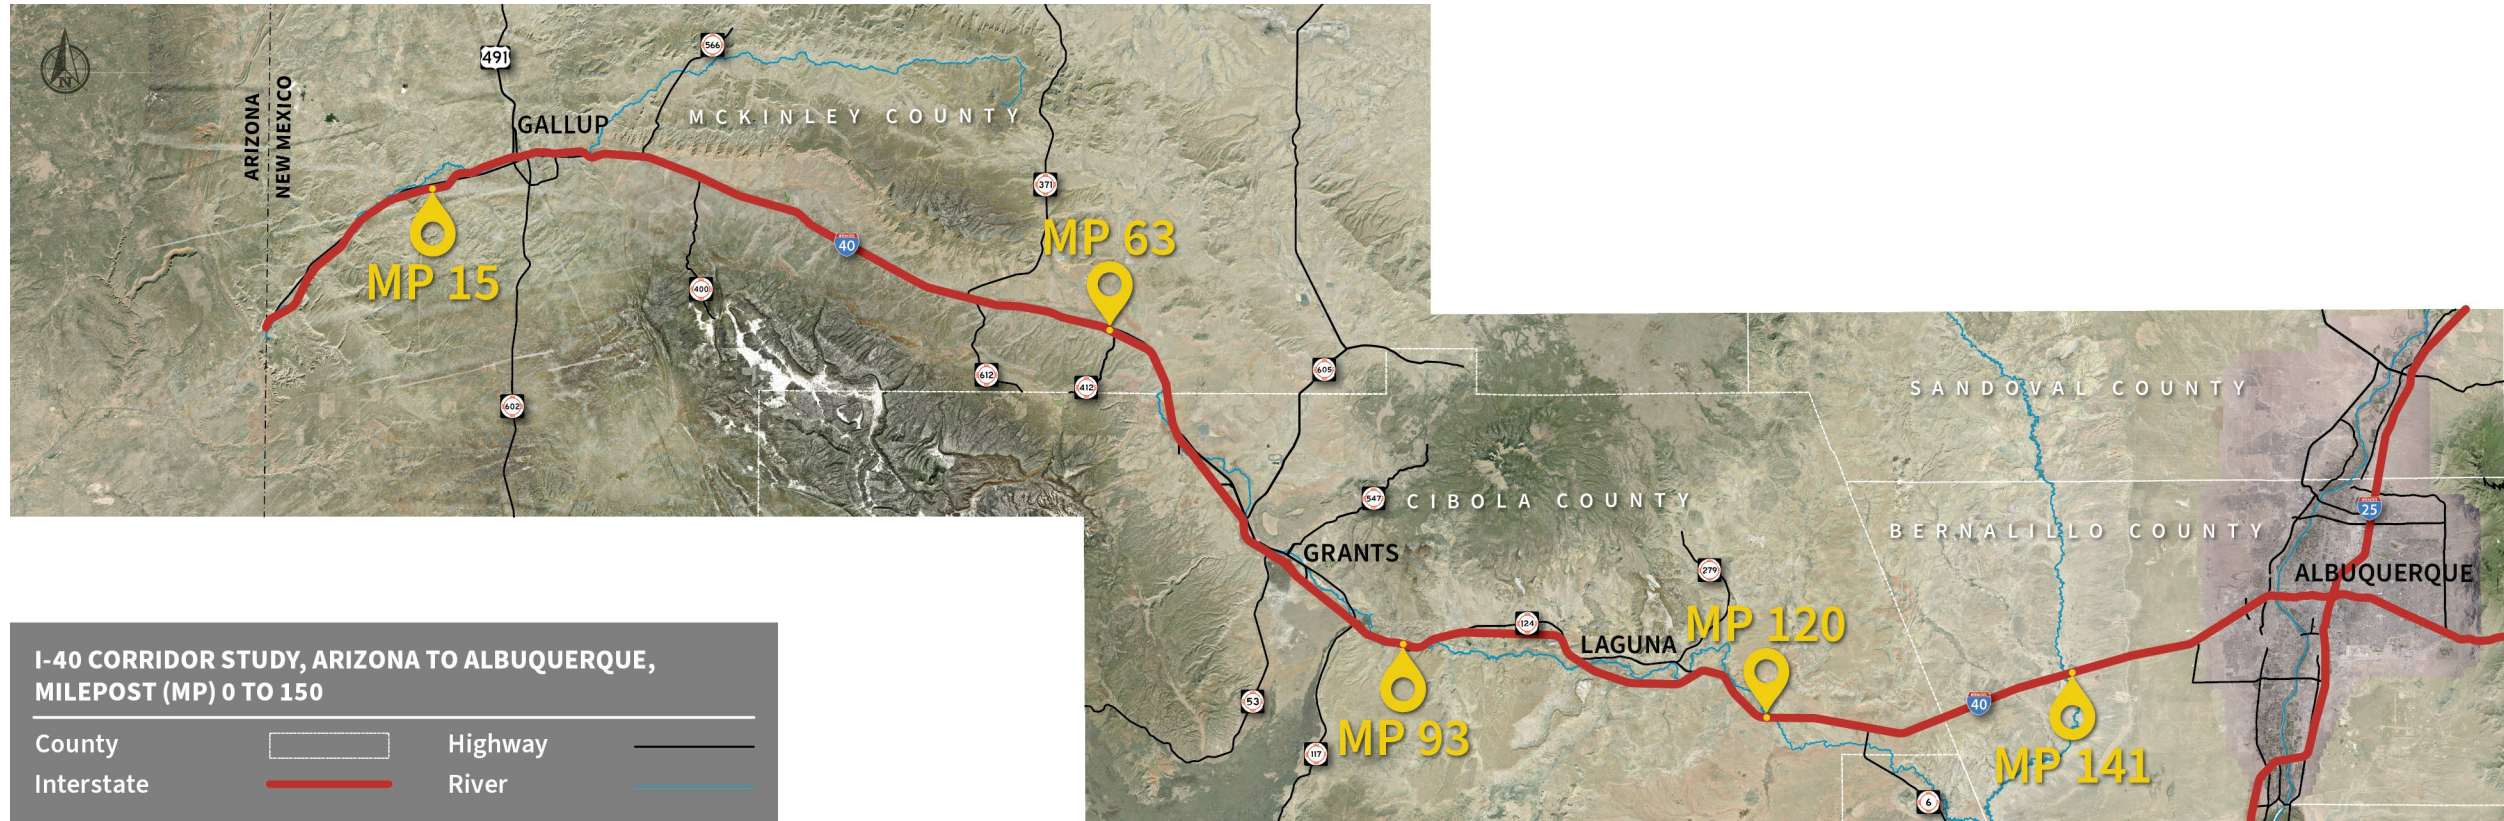 491
566
ARIZONA
NEW MEXICO
GALLUP
MCKINLEY COUNTY
371
MP 63
40
MP 15
400
612
412
605
602
SANDOVAL COUNTY
547
CIBOLA COUNTY
25
BERNALILLO COUNTY
GRANTS
279
ALBUQUERQUE
124
MP 120
LAGUNA
53
40
MP 93
117
MP 141
6
N
I-40 CORRIDOR STUDY, ARIZONA TO ALBUQUERQUE,
MILEPOST (MP) 0 TO 150
County
Highway
Interstate
River